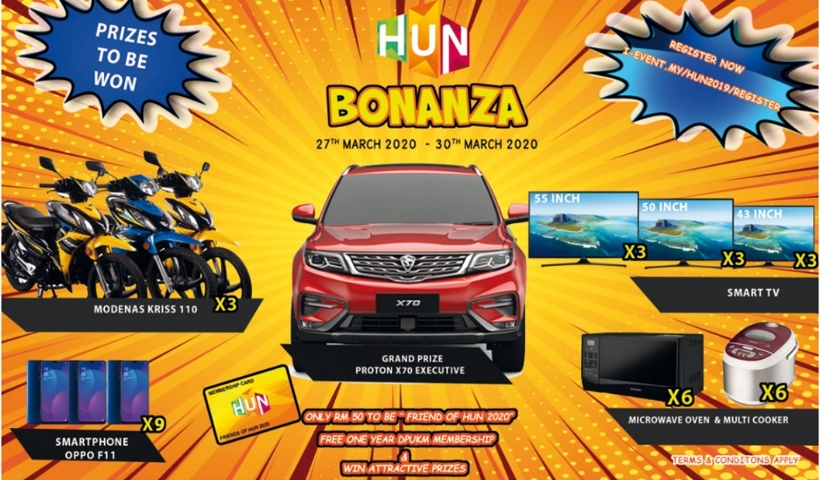 PRIZES
TO BE
WON
HUN
BONANZA
27TH MARCH 2020 - 30TH MARCH 2020
REGISTER NOW
I-EVENT.MY/HUN2019/REGISTER
MODENAS KRISS 110
X3
X70
GRAND PRIZE
PROTON X70 EXECUTIVE
55 INCH
50 INCH
43 INCH
X3
X3
X3
SMART TV
X9
SMARTPHONE
OPPO F11
MEMBERSHIP CARD
HUN
FRIENDS OF HUN 2020
ONLY RM 50 TO BE " FRIEND OF HUN 2020"
FREE ONE YEAR DPUKM MEMBERSHIP
&
WIN ATTRACTIVE PRIZES
X6
X6
MICROWAVE OVEN & MULTI COOKER
TERMS & CONDITONS APPLY